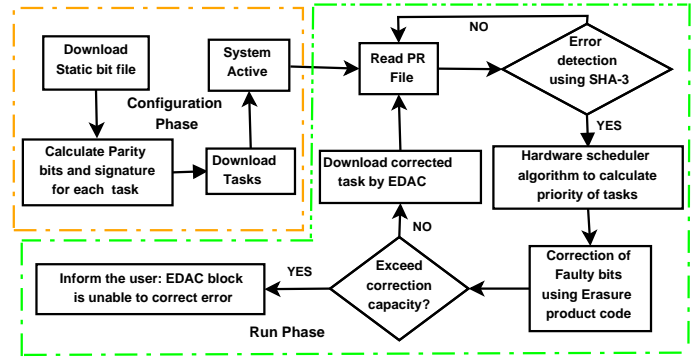 Download
Static bit file
Configuration
Phase
Calculate Parity
bits and signature
for each task
Download
Tasks
System
Active
Read PR
File
NO
Error
detection
using SHA-3
YES
Hardware scheduler
algorithm to calculate
priority of tasks
Correction of
Faulty bits
using Erasure
product code
Exceed
correction
capacity?
NO
Download corrected
task by EDAC
YES
Inform the user: EDAC block
is unable to correct error
Run Phase